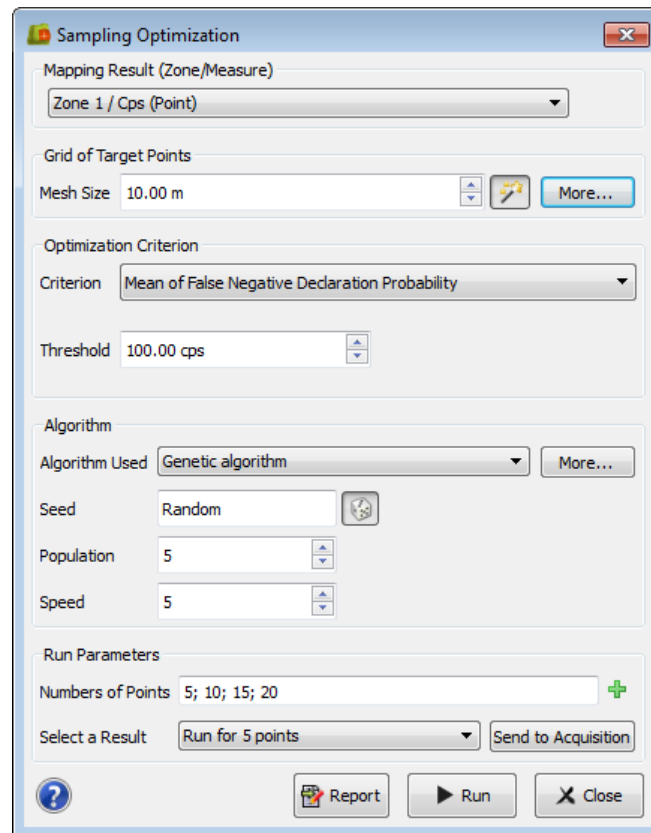 Sampling Optimization
Mapping Result (Zone/Measure)
Zone 1 / Cps (Point)
Grid of Target Points
Mesh Size 10.00 m More...
Optimization Criterion
Criterion Mean of False Negative Declaration Probability
Threshold 100.00 cps
Algorithm
Algorithm Used Genetic algorithm More...
Seed Random
Population 5
Speed 5
Run Parameters
Numbers of Points 5; 10; 15; 20
Select a Result Run for 5 points Send to Acquisition
? Report Run Close